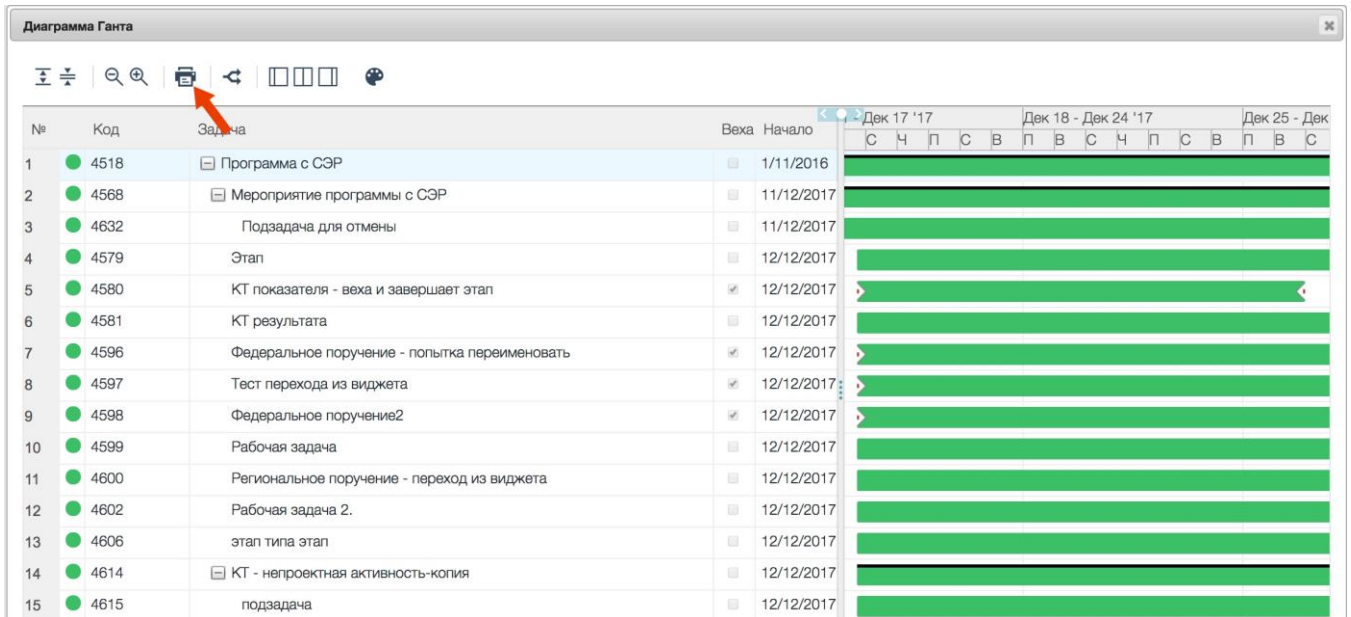 Диаграмма Ганта
№ Код Задача Веха Начало - Дек 17 '17 Дек 18 - Дек 24 '17 Дек 25 - Дек
С Ч П С В П В С Ч П С В П В С
1 4518 Программа с СЭР 1/11/2016
2 4568 Мероприятие программы с СЭР 11/12/2017
3 4632 Подзадача для отмены 11/12/2017
4 4579 Этап 12/12/2017
5 4580 КТ показателя - веха и завершает этап 12/12/2017
6 4581 КТ результата 12/12/2017
7 4596 Федеральное поручение - попытка переименовать 12/12/2017
8 4597 Тест перехода из виджета 12/12/2017
9 4598 Федеральное поручение2 12/12/2017
10 4599 Рабочая задача 12/12/2017
11 4600 Региональное поручение - переход из виджета 12/12/2017
12 4602 Рабочая задача 2. 12/12/2017
13 4606 этап типа этап 12/12/2017
14 4614 КТ - непроектная активность-копия 12/12/2017
15 4615 подзадача 12/12/2017